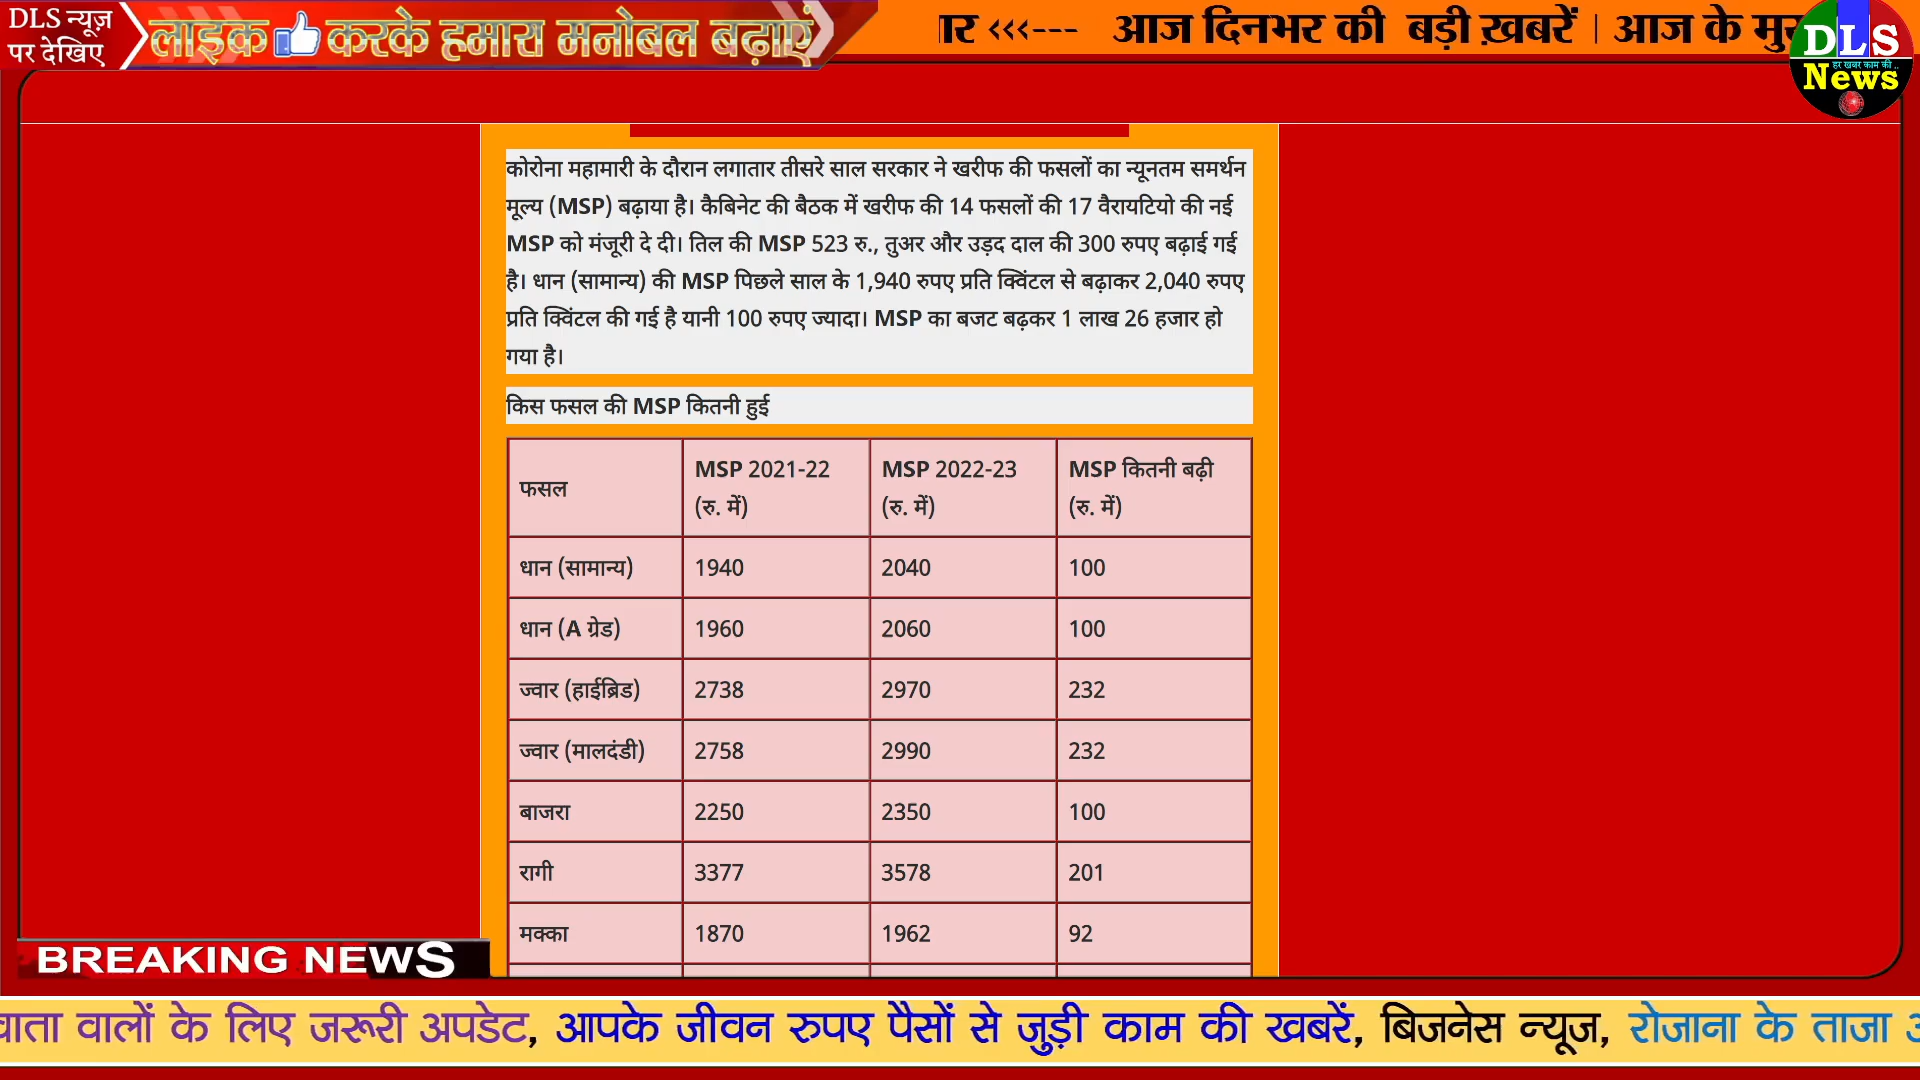 DLS न्यूज़
पर देखिए
लाइक करके हमारा मनोबल बढ़ाएं
‹‹‹--- आज दिनभर की बड़ी ख़बरें | आज के
DLS
हर खबर काम की..
News
कोरोना महामारी के दौरान लगातार तीसरे साल सरकार ने खरीफ की फसलों का न्यूनतम समर्थन
मूल्य (MSP) बढ़ाया है। कैबिनेट की बैठक में खरीफ की 14 फसलों की 17 वैरायटियो की नई
MSP को मंजूरी दे दी। तिल की MSP 523 रु., तुअर और उड़द दाल की 300 रुपए बढ़ाई गई
है। धान (सामान्य) की MSP पिछले साल के 1,940 रुपए प्रति क्विंटल से बढ़ाकर 2,040 रुपए
प्रति क्विंटल की गई है यानी 100 रुपए ज्यादा। MSP का बजट बढ़कर 1 लाख 26 हजार हो
गया है।
किस फसल की MSP कितनी हुई
फसल MSP 2021-22 (रु. में) MSP 2022-23 (रु. में) MSP कितनी बढ़ी (रु. में)
धान (सामान्य) 1940 2040 100
धान (A ग्रेड) 1960 2060 100
ज्वार (हाईब्रिड) 2738 2970 232
ज्वार (मालदंडी) 2758 2990 232
बाजरा 2250 2350 100
रागी 3377 3578 201
मक्का 1870 1962 92
BREAKING NEWS
वालों के लिए जरूरी अपडेट, आपके जीवन रुपए पैसों से जुड़ी काम की खबरें, बिजनेस न्यूज, रोजाना के ताजा